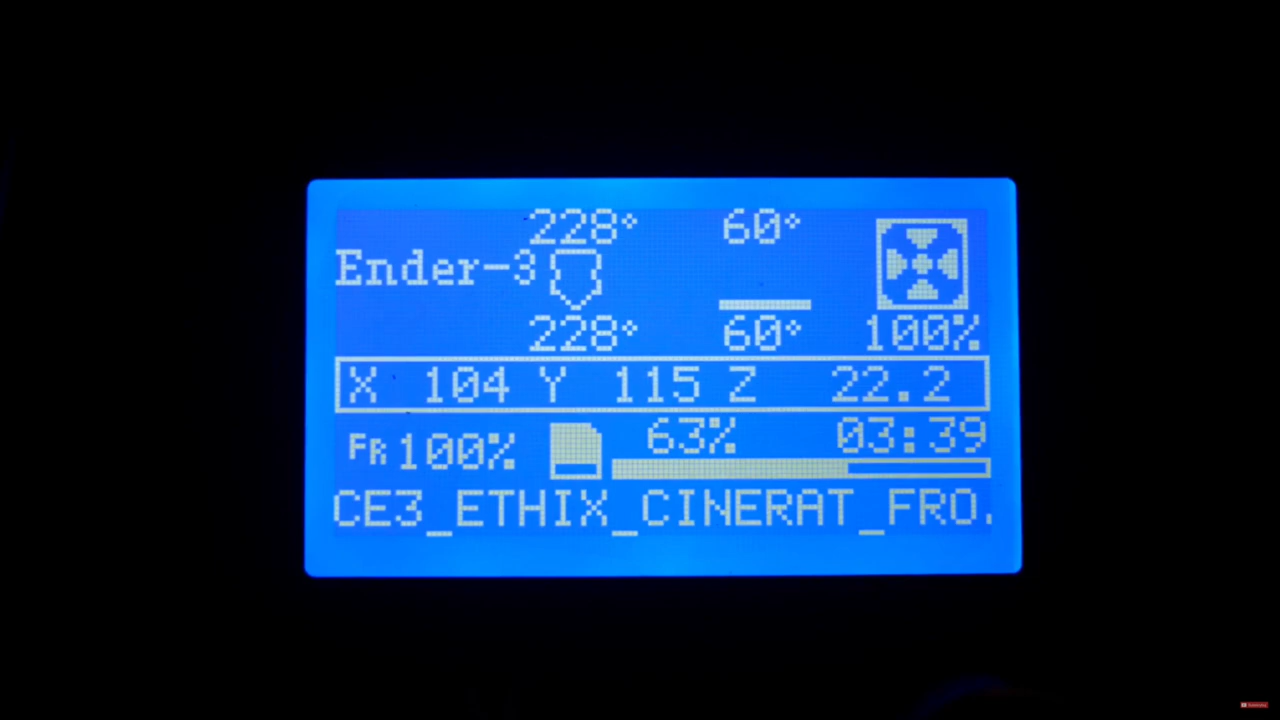 228° 60°
Ender-3
228° 60° 100%
X 104 Y 115 Z 22.2
FR 100% 63% 03:39
CE3_ETHIX_CINERAT_FRO.